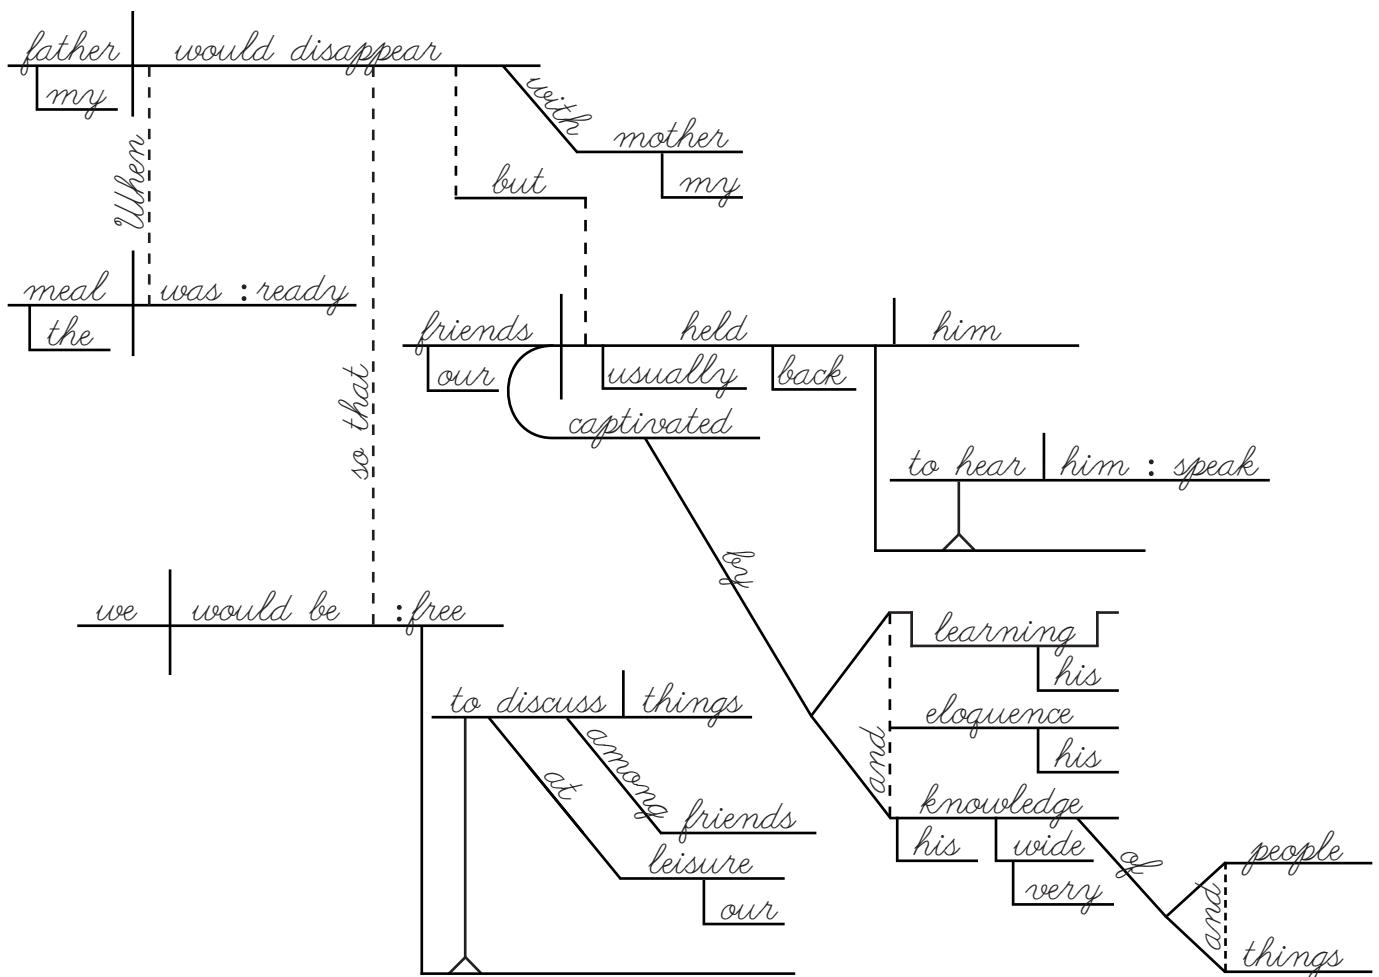 father would disappear
my
with
mother
my
When
but
meal was : ready
the
friends held him
our usually back
captivated
so that
to hear him : speak
by
we would be : free
learning
his
to discuss things
eloquence
his
and
at among
knowledge
friends
his wide of
leisure
people
very
our
and
things